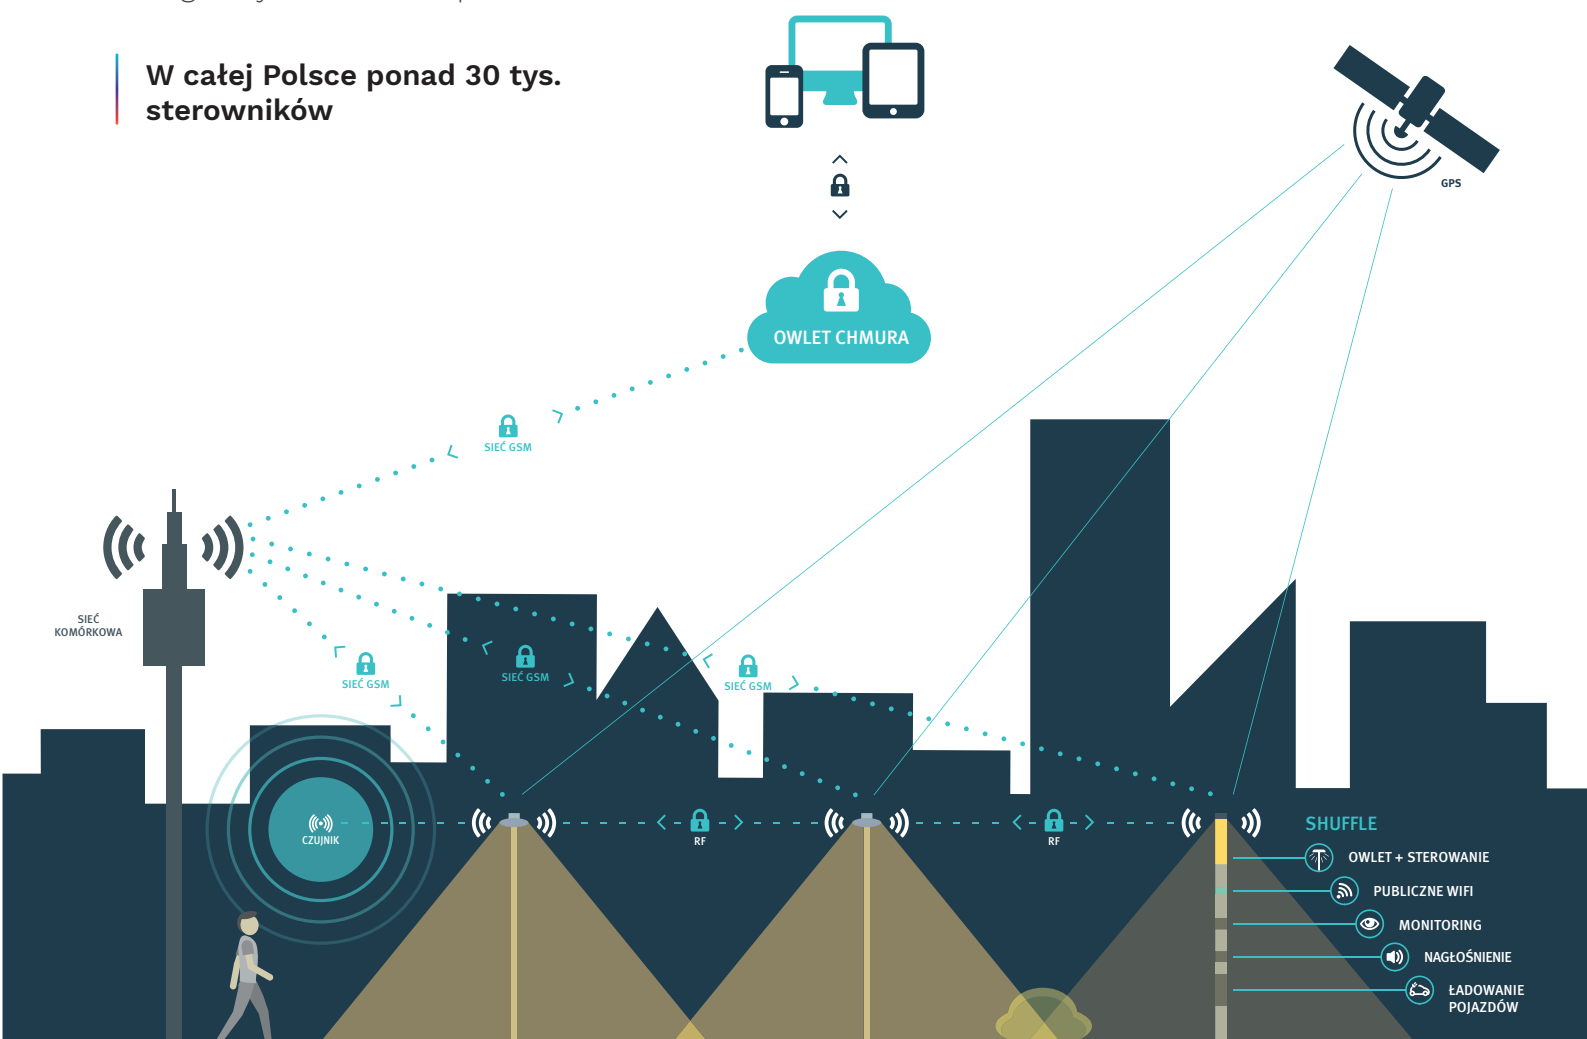 W całej Polsce ponad 30 tys.
sterowników
GPS
OWLET CHMURA
SIEĆ GSM
SIEĆ
KOMÓRKOWA
SIEĆ GSM
SIEĆ GSM
SIEĆ GSM
CZUJNIK
RF
RF
SHUFFLE
OWLET + STEROWANIE
PUBLICZNE WIFI
MONITORING
NAGŁOŚNIENIE
ŁADOWANIE
POJAZDÓW